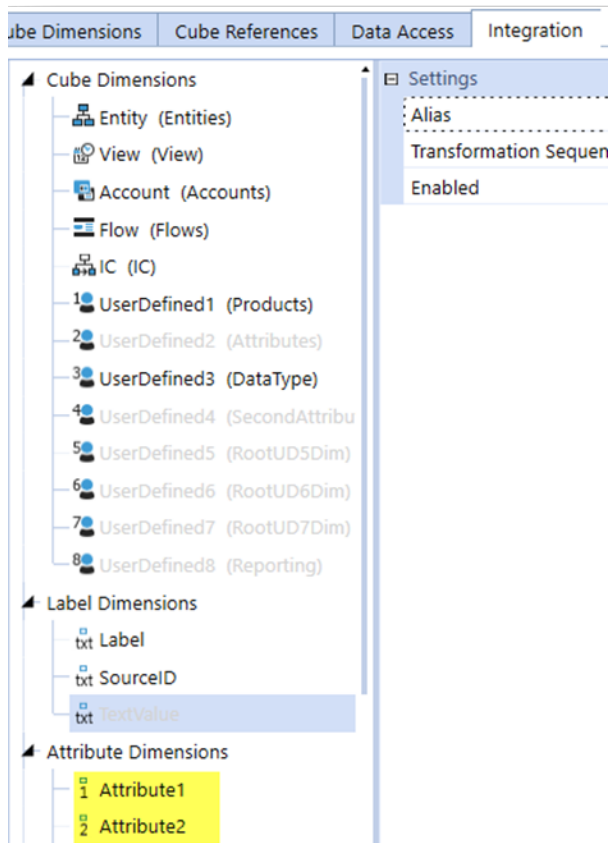 ube Dimensions
Cube References
Data Access
Integration
Cube Dimensions
Entity (Entities)
View (View)
Account (Accounts)
Flow (Flows)
IC (IC)
1 UserDefined1 (Products)
2 UserDefined2 (Attributes)
3 UserDefined3 (DataType)
4 UserDefined4 (SecondAttribu
5 UserDefined5 (RootUD5Dim)
6 UserDefined6 (RootUD6Dim)
7 UserDefined7 (RootUD7Dim)
8 UserDefined8 (Reporting)
Label Dimensions
txt Label
txt SourceID
txt TextValue
Attribute Dimensions
1 Attribute1
2 Attribute2
Settings
Alias
Transformation Sequen
Enabled